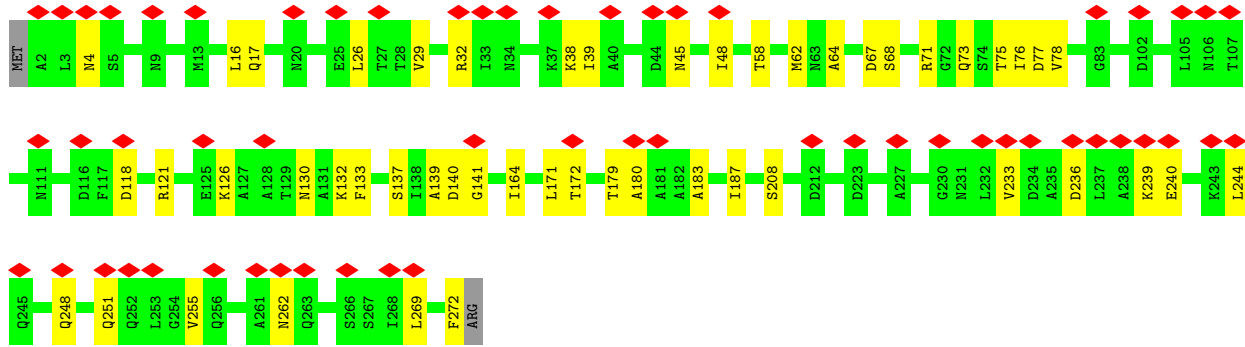 MET A2 L3 N4 S5 N9 M13 L16 Q17 N20 E25 L26 T27 T28 V29 R32 I33 N34 K37 K38 I39 A40 D44 N45 I48 T58 M62 N63 A64 D67 S68 R71 G72 Q73 S74 T75 I76 D77 V78 G83 D102 L105 N106 T107
N111 D116 F117 D118 R121 E125 K126 A127 A128 T129 N130 A131 K132 F133 S137 I138 A139 D140 G141 I164 L171 T172 T179 A180 A181 A182 A183 I187 S208 D212 D223 A227 G230 N231 L232 V233 D234 A235 D236 L237 A238 K239 E240 K243 L244
Q245 Q248 Q251 Q252 L253 G254 V255 Q256 A261 N262 Q263 S266 S267 I268 L269 F272 ARG